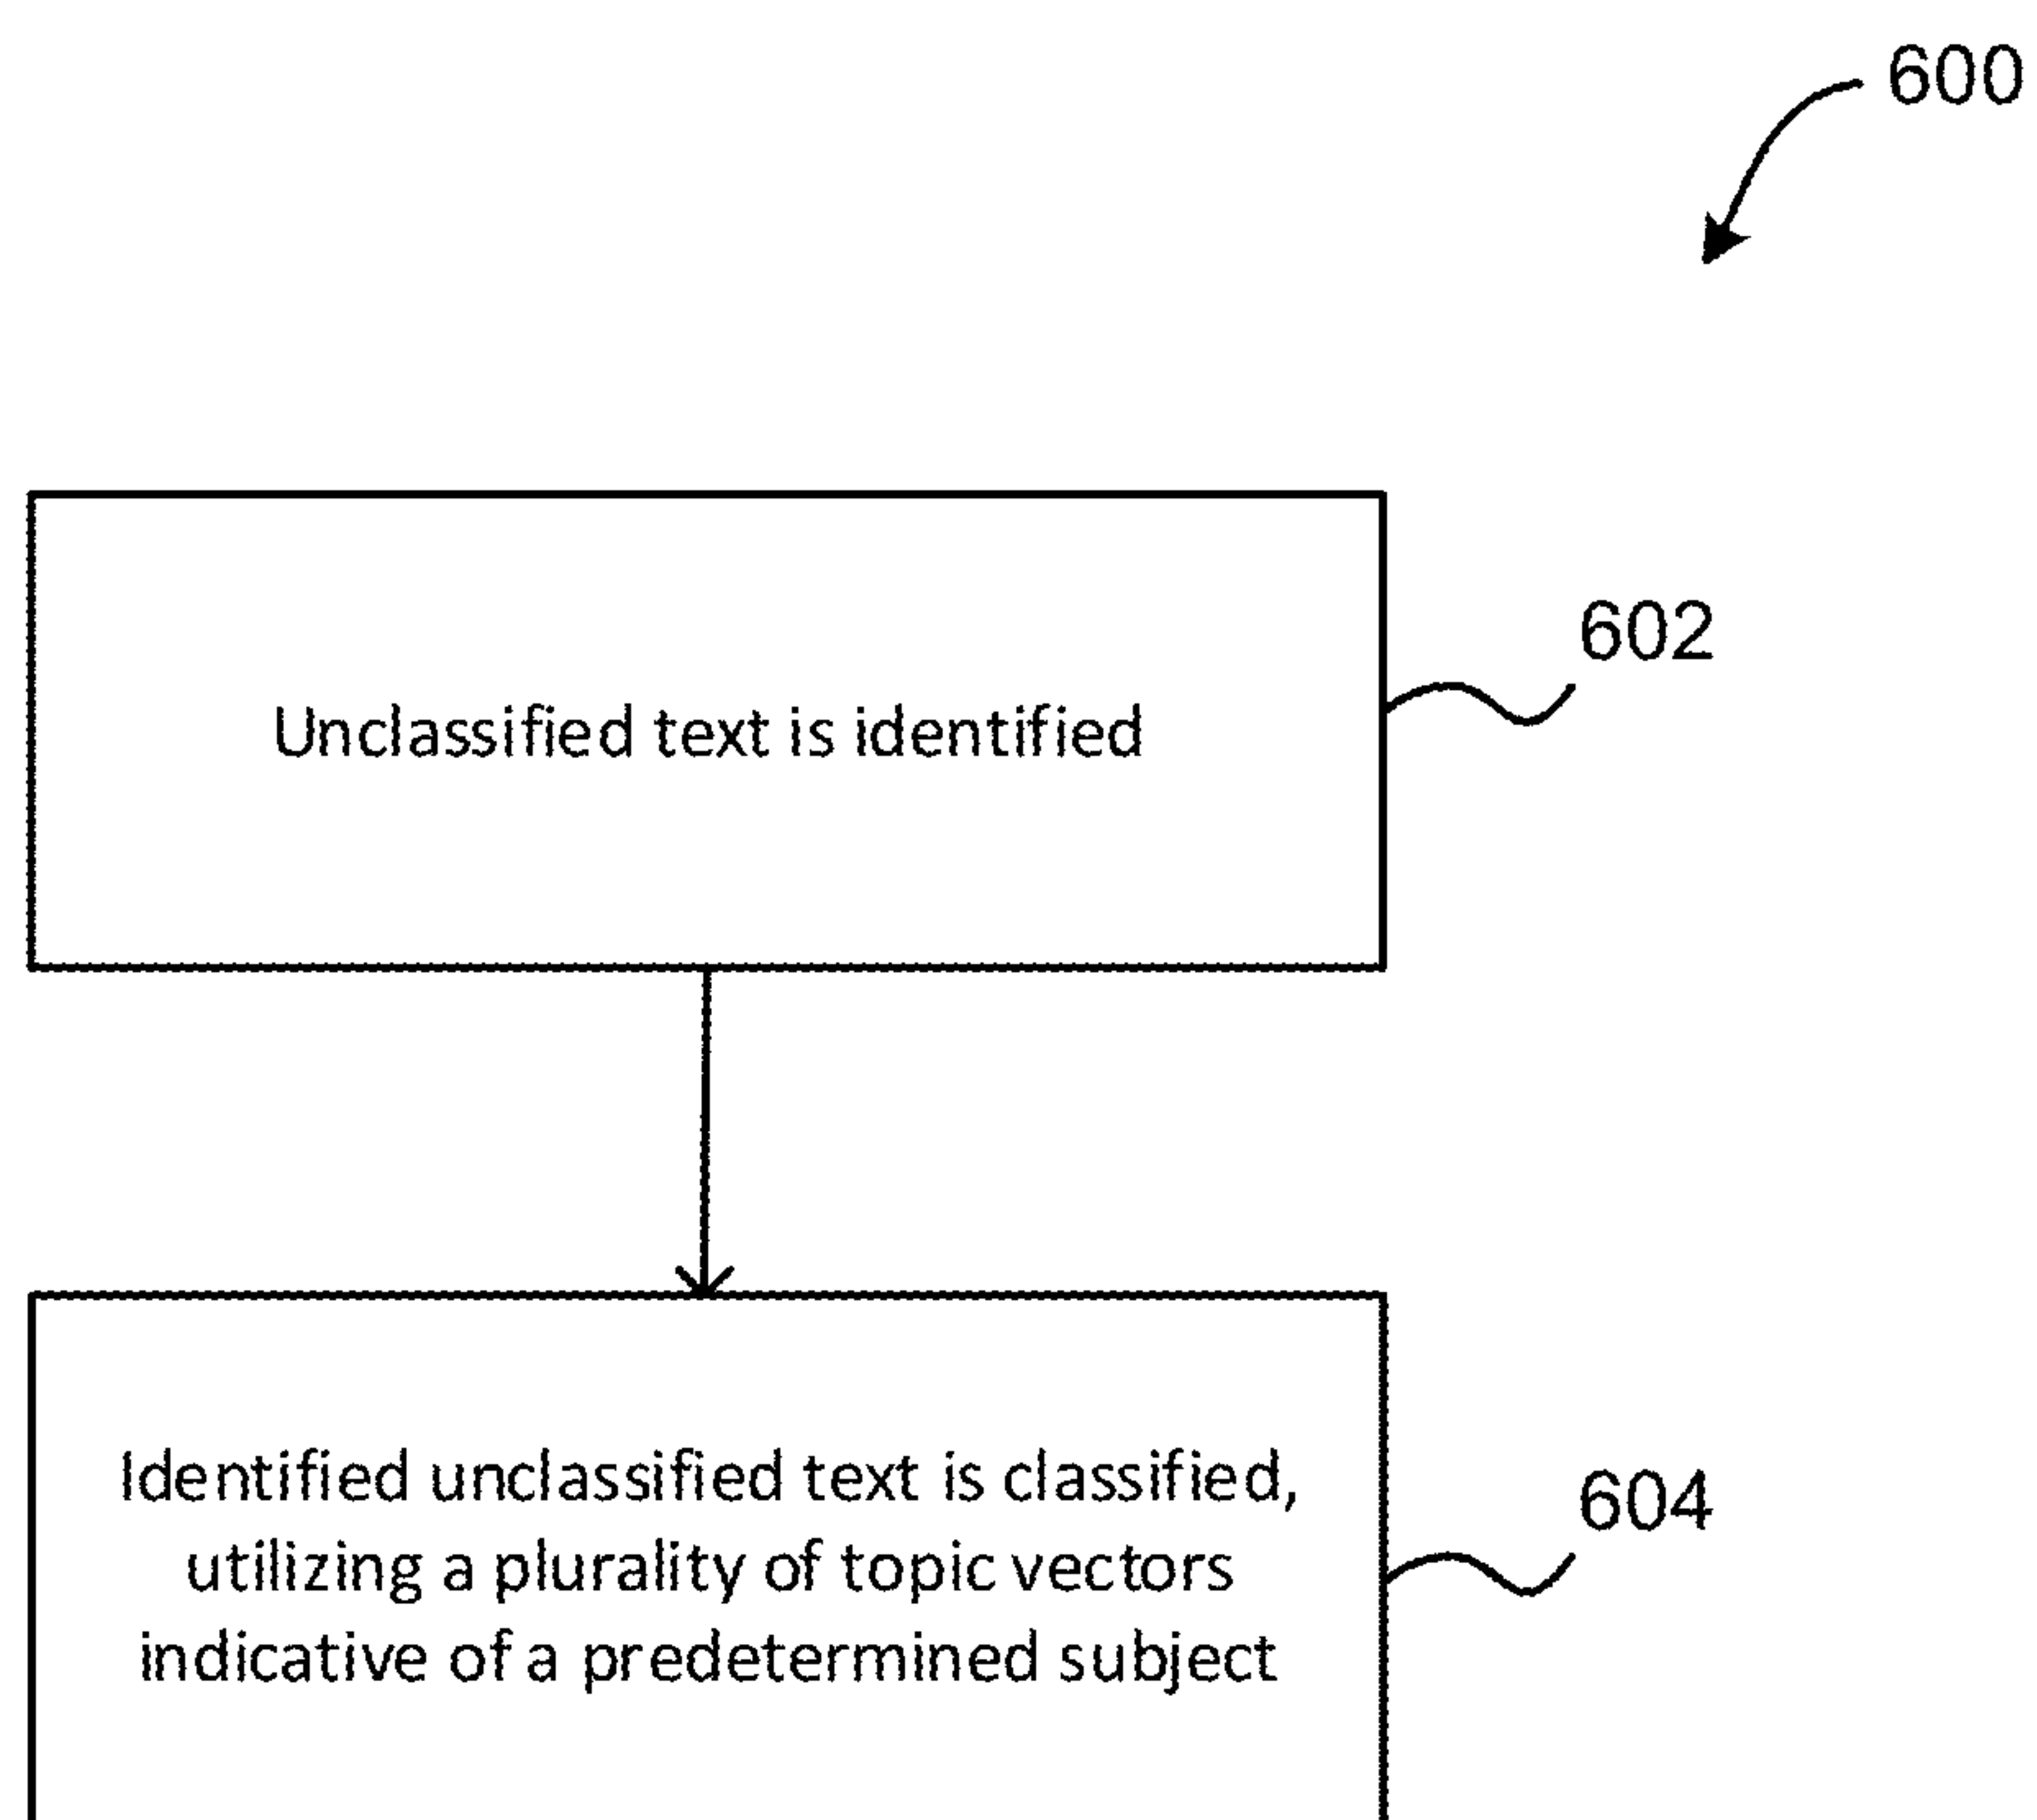 600
602
Unclassified text is identified
Identified unclassified text is classified,
604
utilizing a plurality of topic vectors
indicative of a predetermined subject